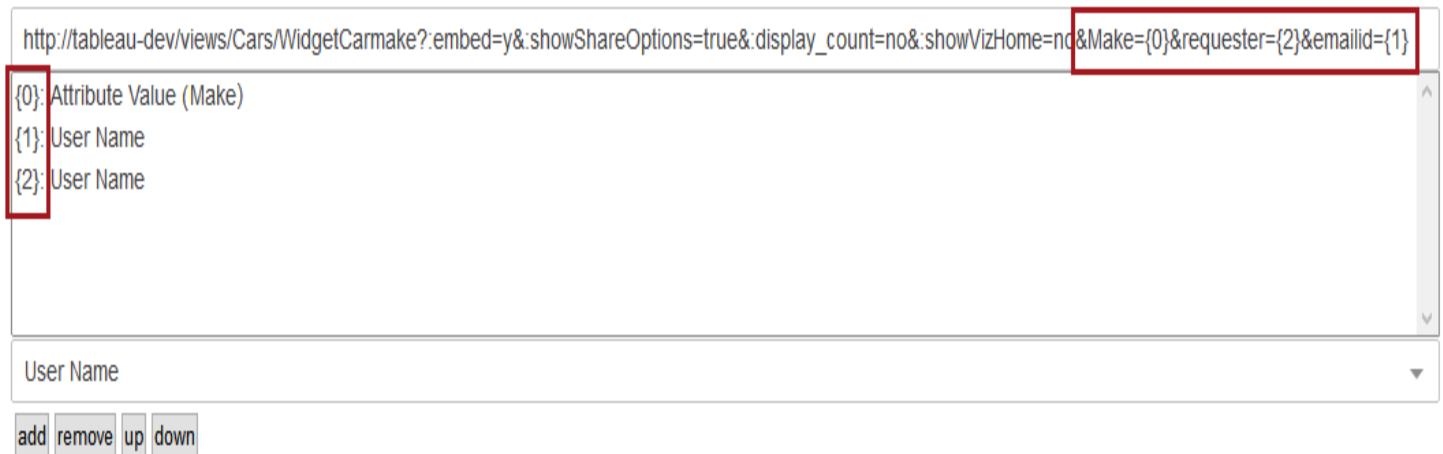 http://tableau-dev/views/Cars/WidgetCarmake?:embed=y&:showShareOptions=true&:display_count=no&:showVizHome=no&Make={0}&requester={2}&emailid={1}
{0}: Attribute Value (Make)
{1}: User Name
{2}: User Name
User Name
add remove up down